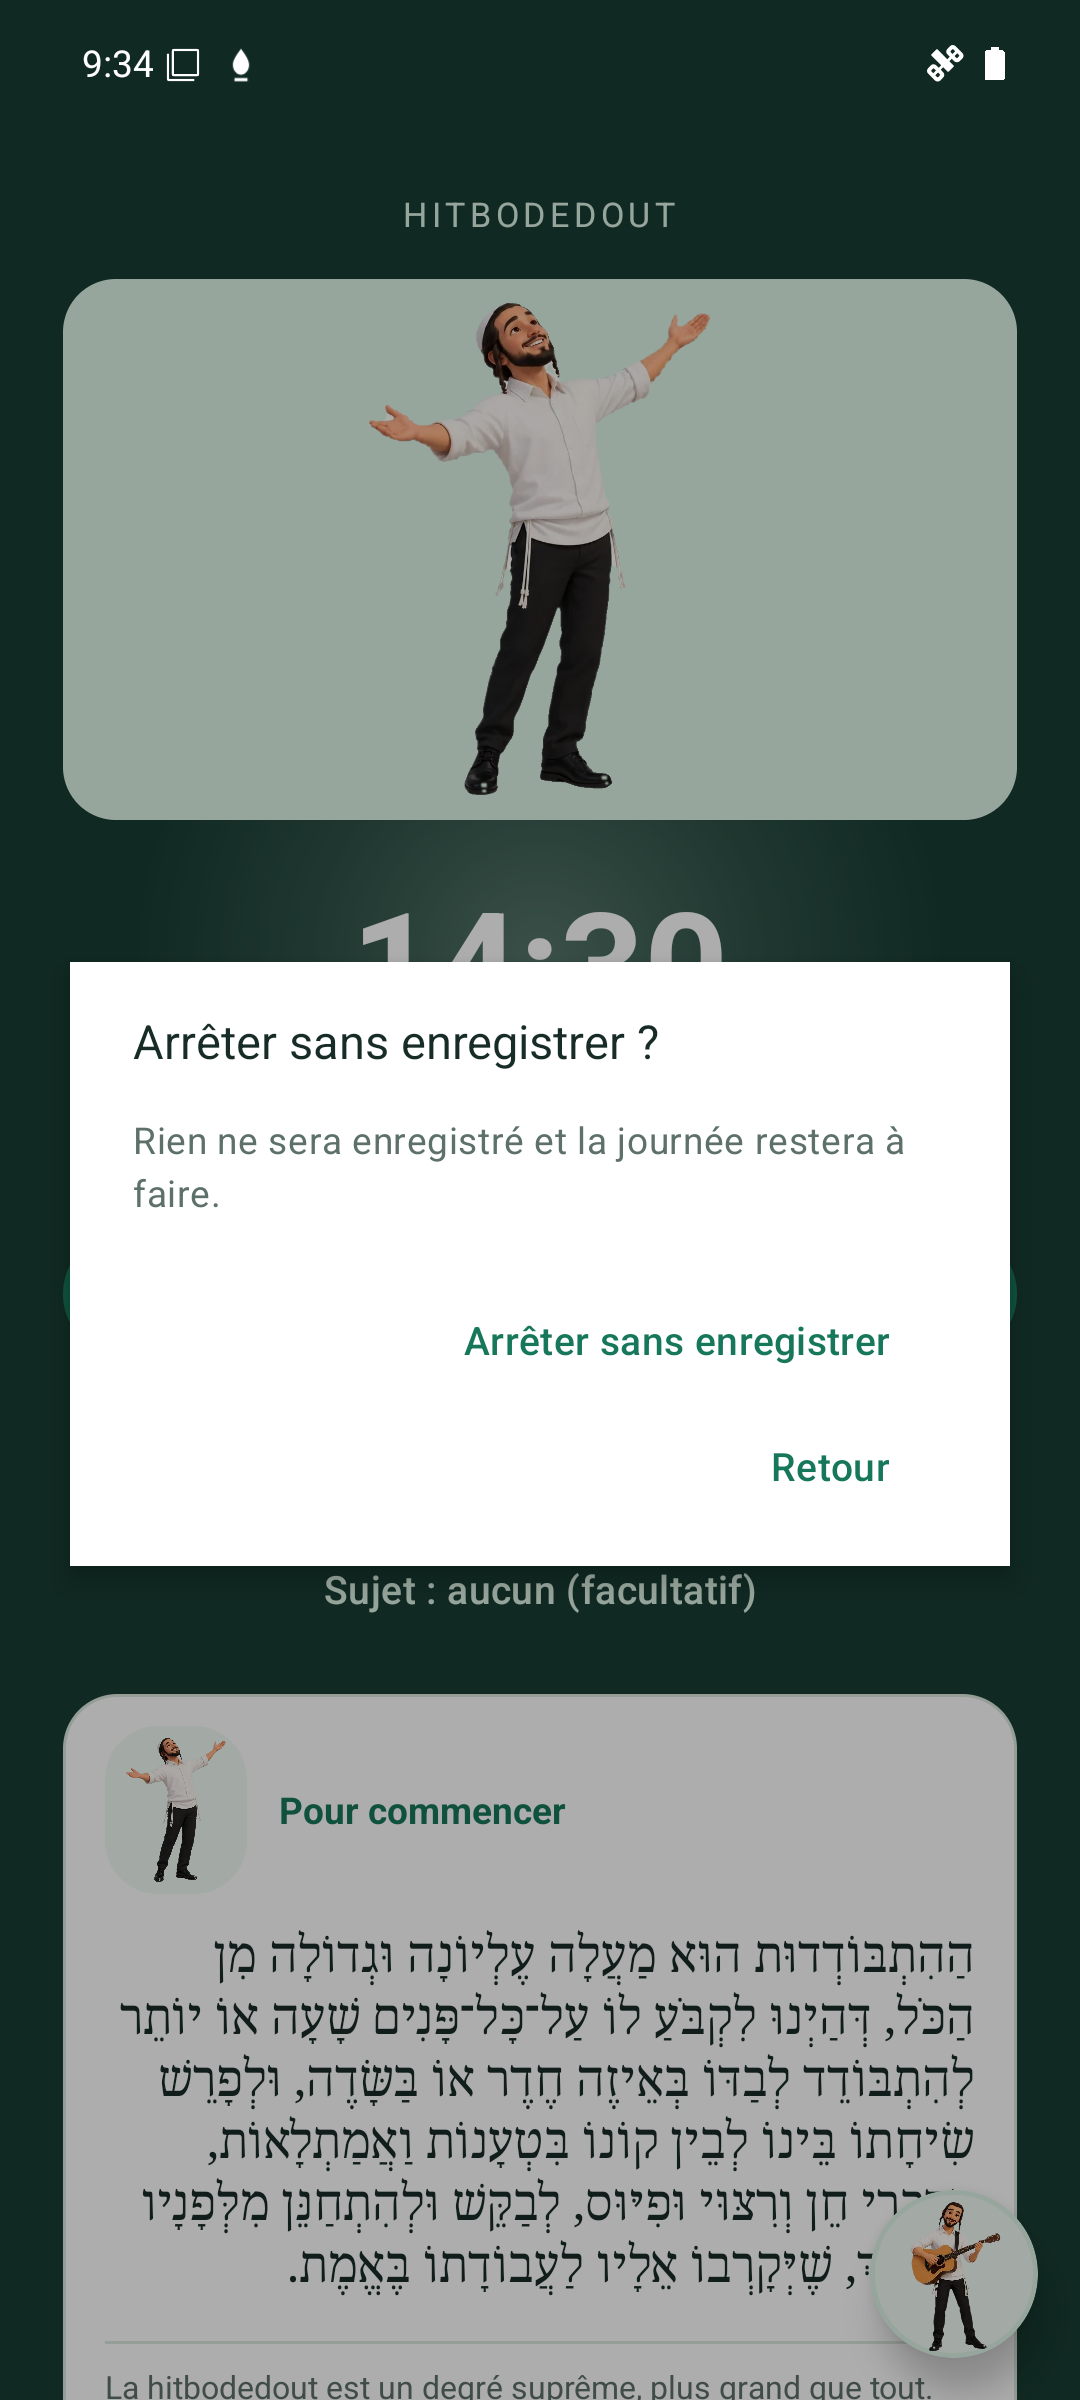 9:34
HITBODEDOUT
14:30
Arrêter sans enregistrer ?
Rien ne sera enregistré et la journée restera à
faire.
Arrêter sans enregistrer
Retour
Sujet : aucun (facultatif)
Pour commencer
הַהִתְבּוֹדְדוּת הוּא מַעֲלָה עֶלְיוֹנָה וּגְדוֹלָה מִן
הַכֹּל, דְּהַיְנוּ לִקְבֹּעַ לוֹ עַל־כָּל־פָּנִים שָׁעָה אוֹ יוֹתֵר
לְהִתְבּוֹדֵד לְבַדּוֹ בְּאֵיזֶה חֶדֶר אוֹ בַּשָּׂדֶה, וּלְפָרֵשׁ
שִׂיחָתוֹ בֵּינוֹ לְבֵין קוֹנוֹ בִּטְעָנוֹת וַאֲמַתְלָאוֹת,
חֵן וְרִצּוּי וּפִיּוּס, לְבַקֵּשׁ וּלְהִתְחַנֵּן מִלְּפָנָיו
שֶׁיְּקָרְבוֹ אֵלָיו לַעֲבוֹדָתוֹ בֶּאֱמֶת.
La hitbodedout est un degré suprême, plus grand que tout.